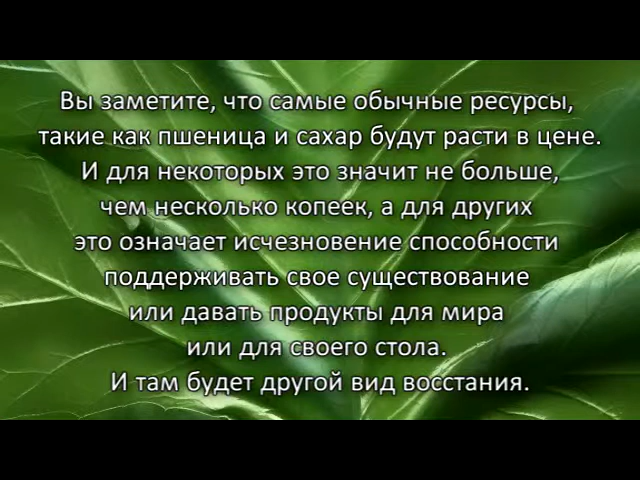 Вы заметите, что самые обычные ресурсы,
такие как пшеница и сахар будут расти в цене.
И для некоторых это значит не больше,
чем несколько копеек, а для других
это означает исчезновение способности
поддерживать свое существование
или давать продукты для мира
или для своего стола.
И там будет другой вид восстания.